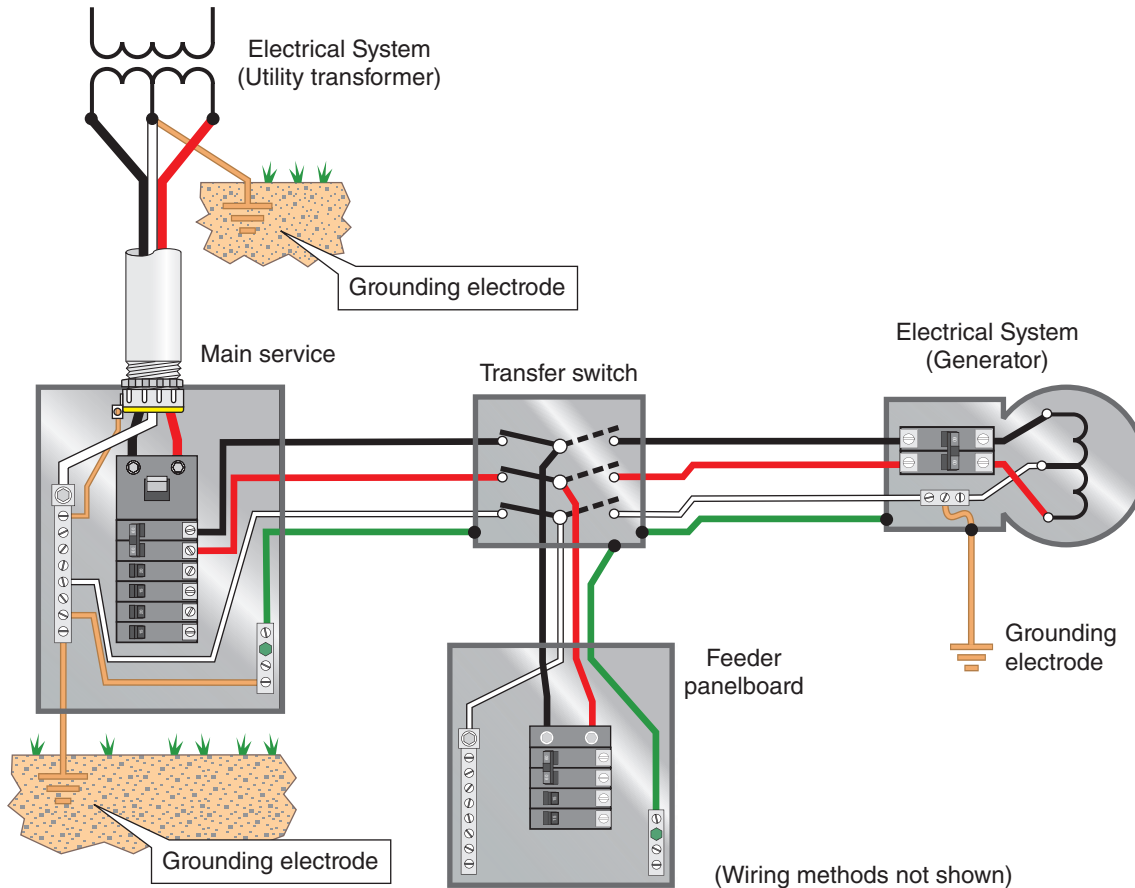 Electrical System
(Utility transformer)
Grounding electrode
Main service
Transfer switch
Electrical System
(Generator)
Grounding
electrode
Feeder
panelboard
Grounding electrode
(Wiring methods not shown)